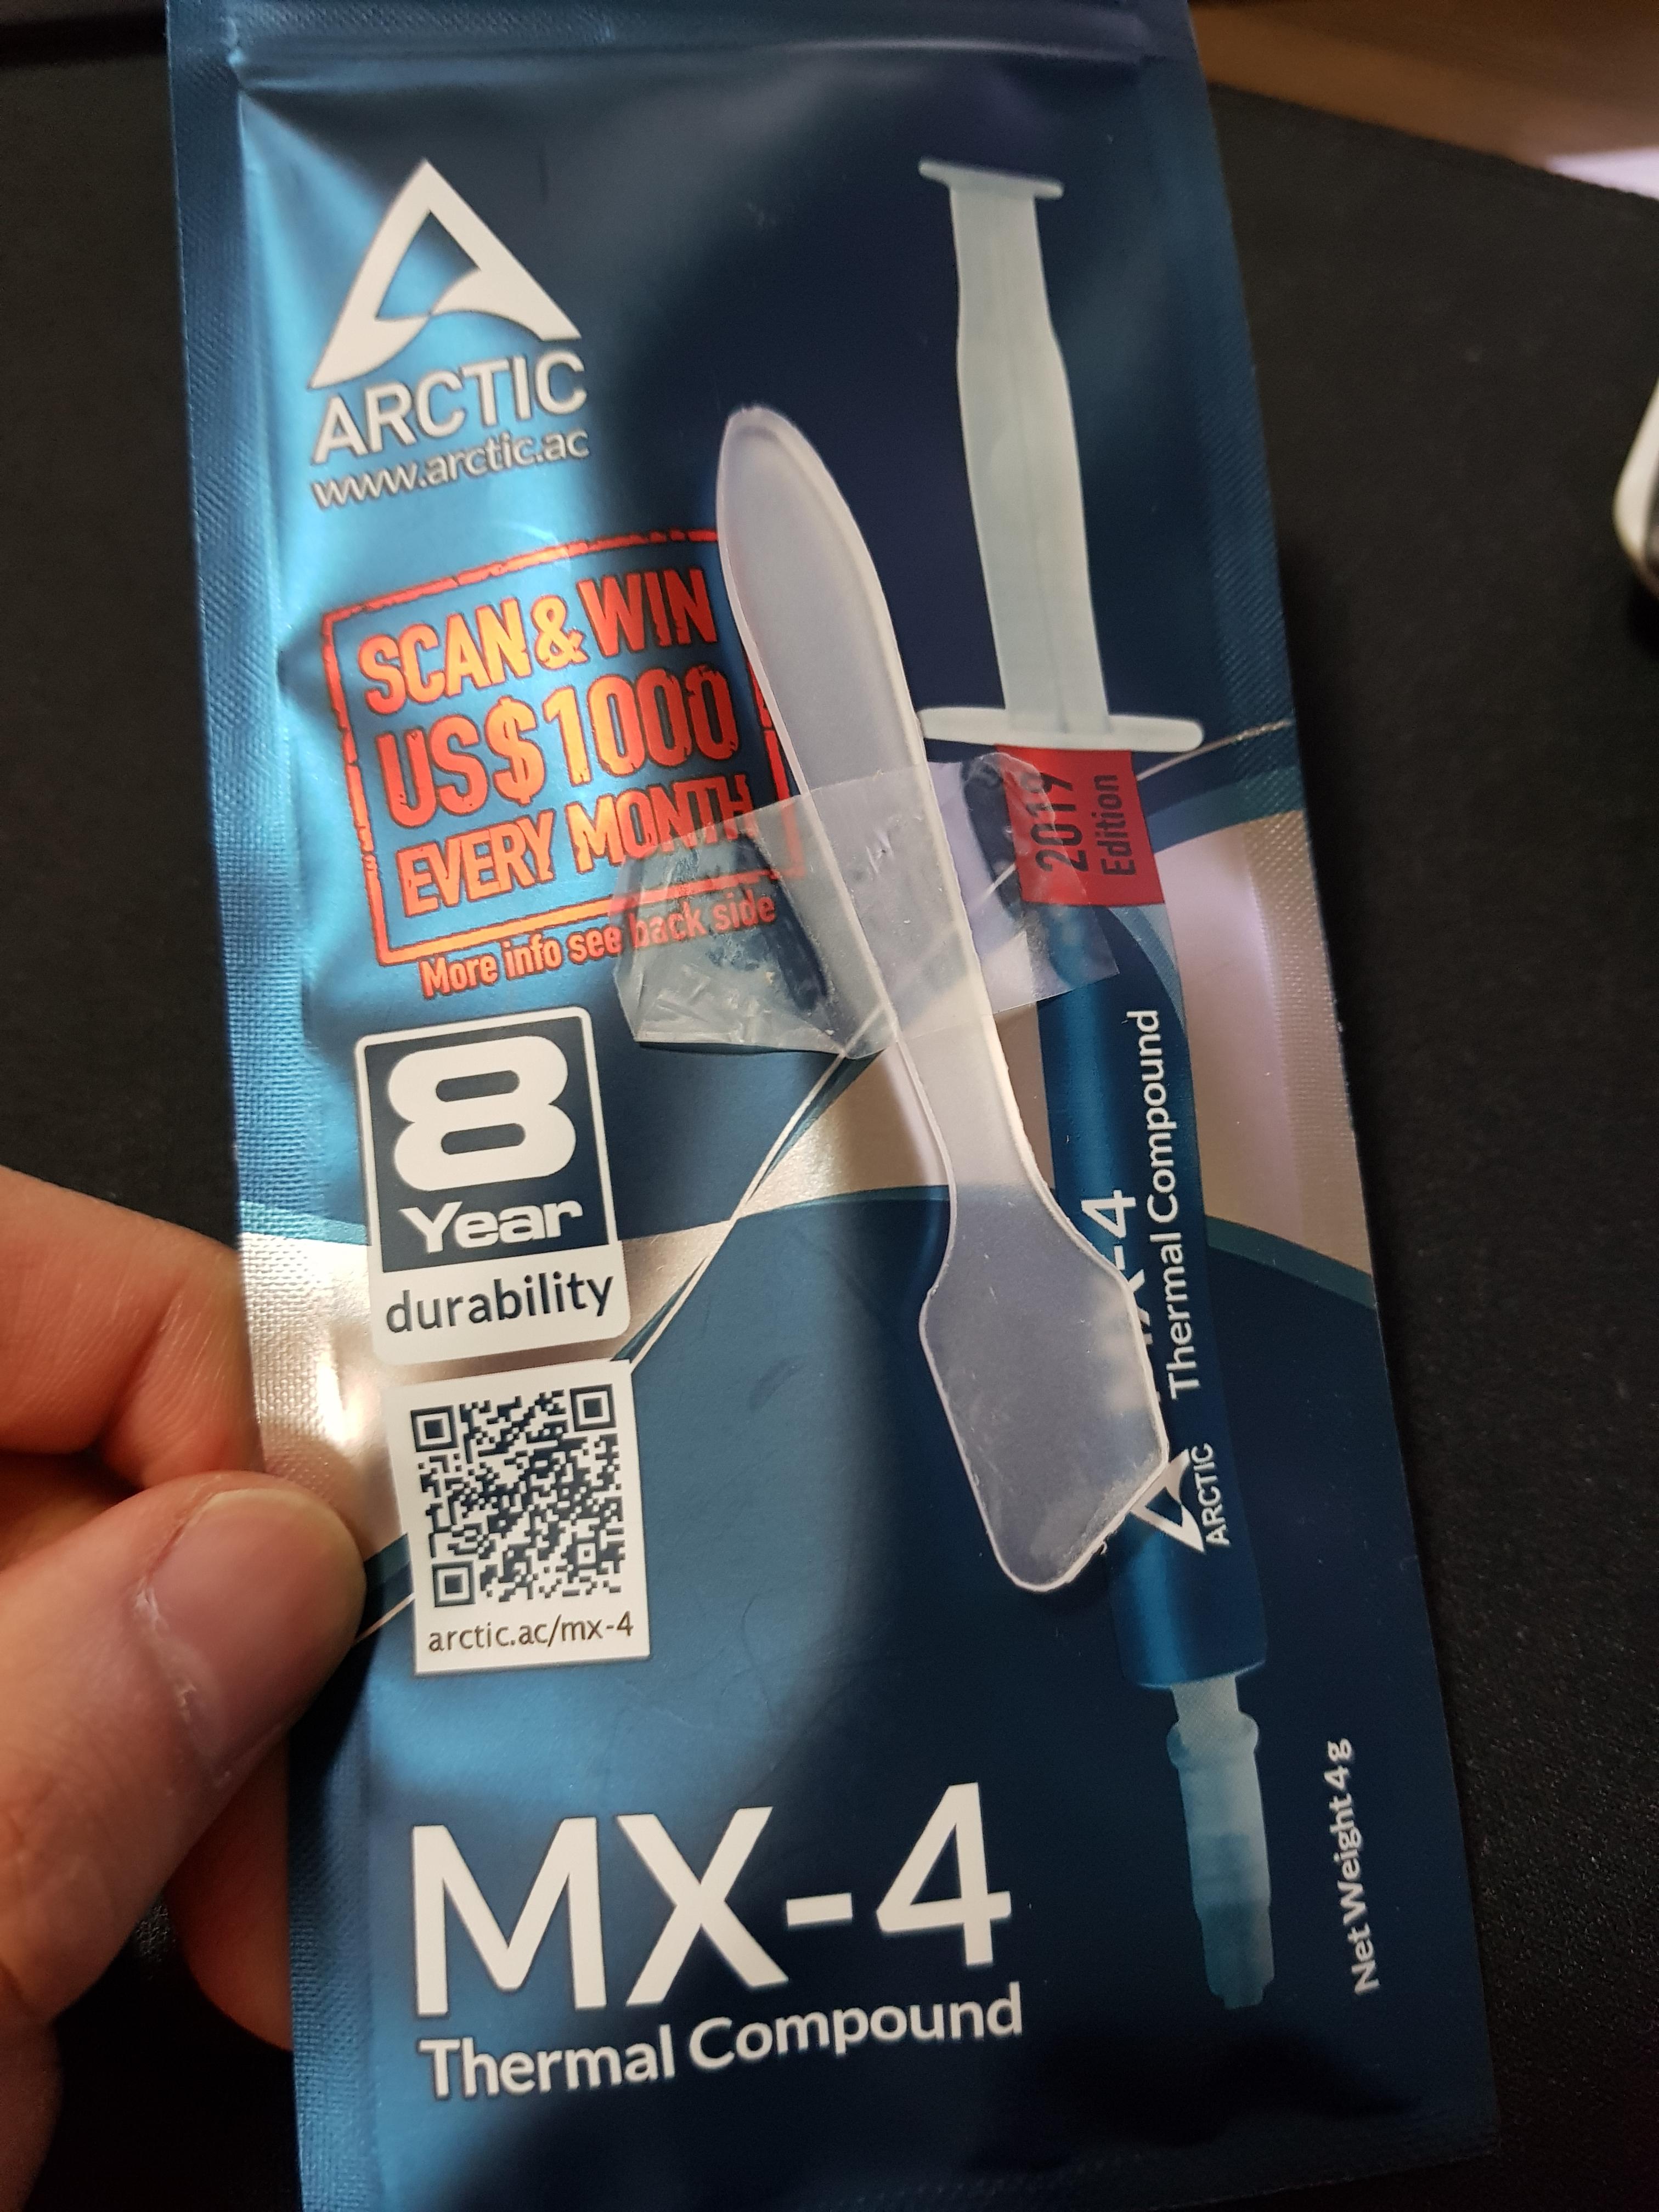 ARCTIC
www.arctic.ac
SCAN & WIN
US$1000
EVERY MONTH
More info see back side
2019
Edition
8
Year
durability
arctic.ac/mx-4
Thermal Compound
ARCTIC
MX-4
Thermal Compound
Net Weight 4 g